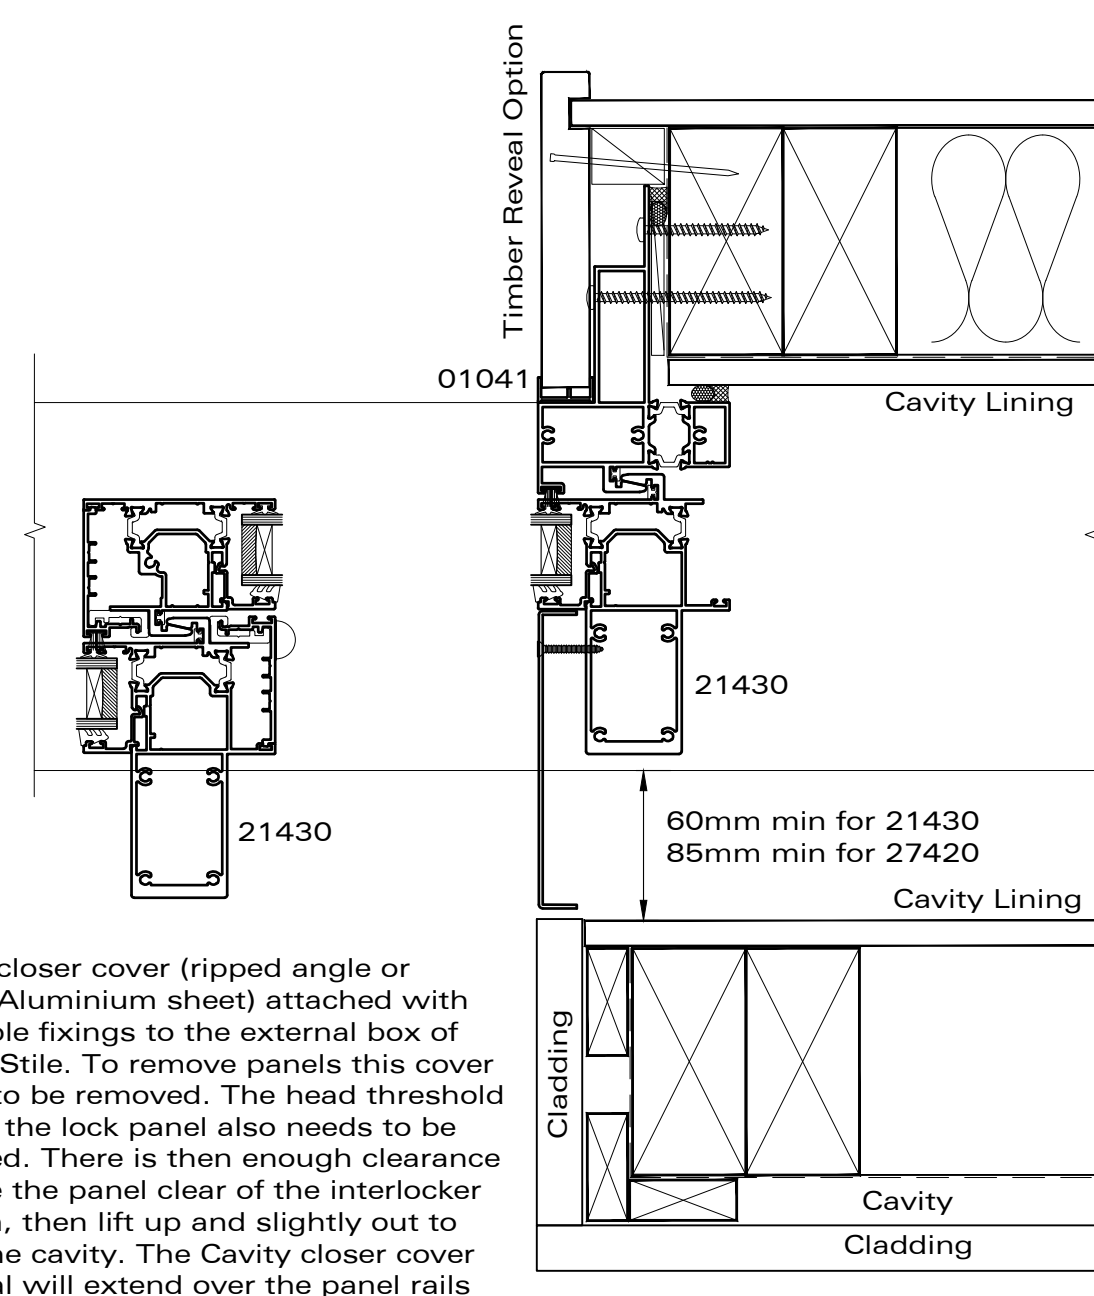 Timber Reveal Option
01041
Cavity Lining
21430
21430
60mm min for 21430
85mm min for 27420
Cavity Lining
closer cover (ripped angle or
Aluminium sheet) attached with
fixings to the external box of
Stile. To remove panels this cover
to be removed. The head threshold
the lock panel also needs to be
There is then enough clearance
the panel clear of the interlocker
then lift up and slightly out to
cavity. The Cavity closer cover
will extend over the panel rails
Cladding
Cavity
Cladding